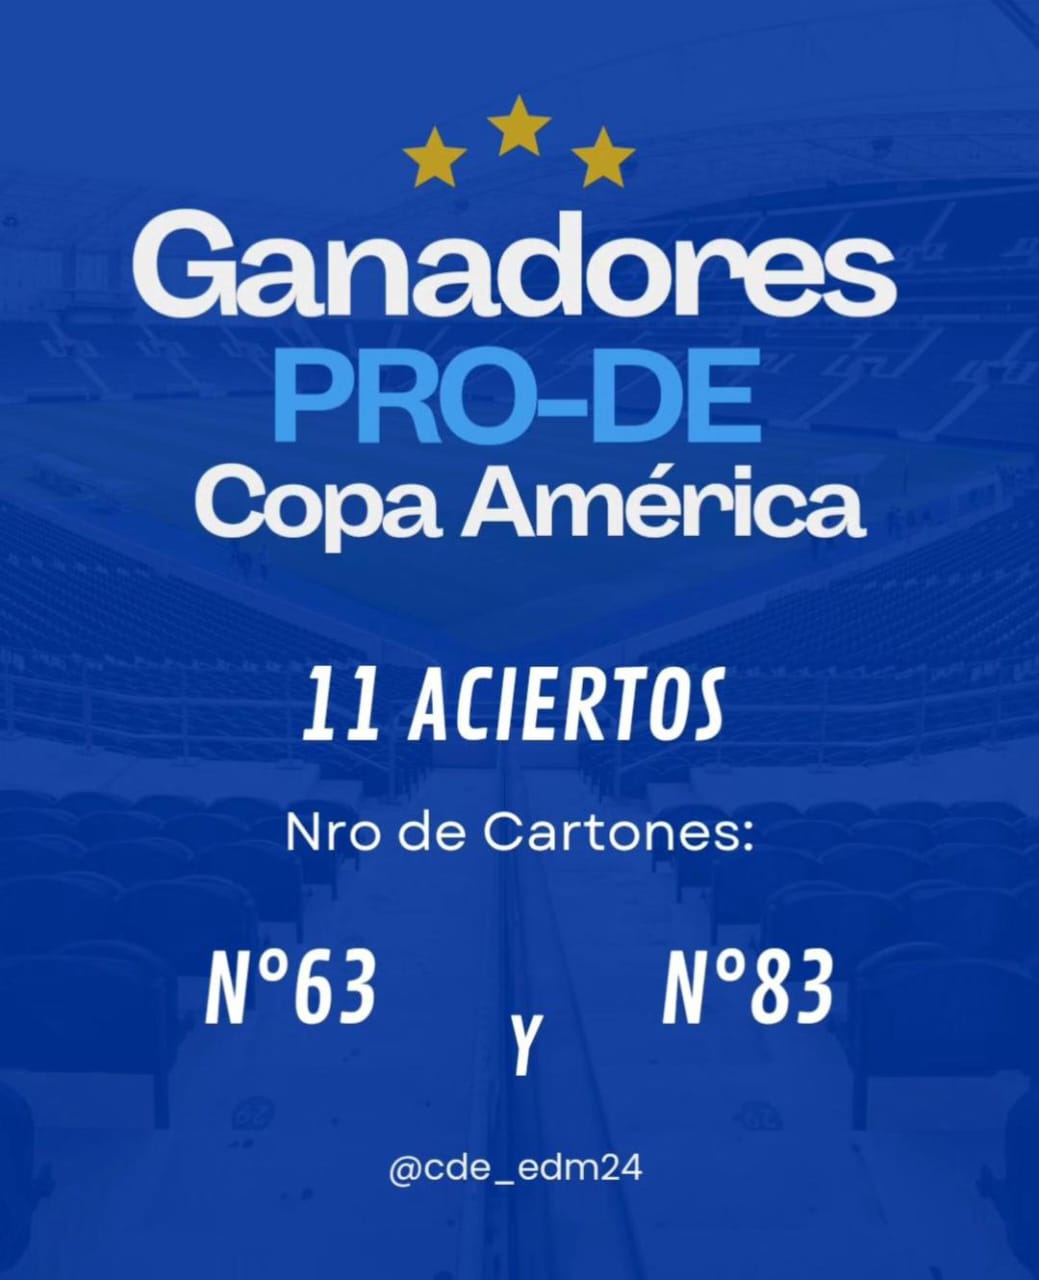 Ganadores
PRO-DE
Copa América
11 ACIERTOS
Nro de Cartones:
N°63
Y
N°83
@cde_edm24